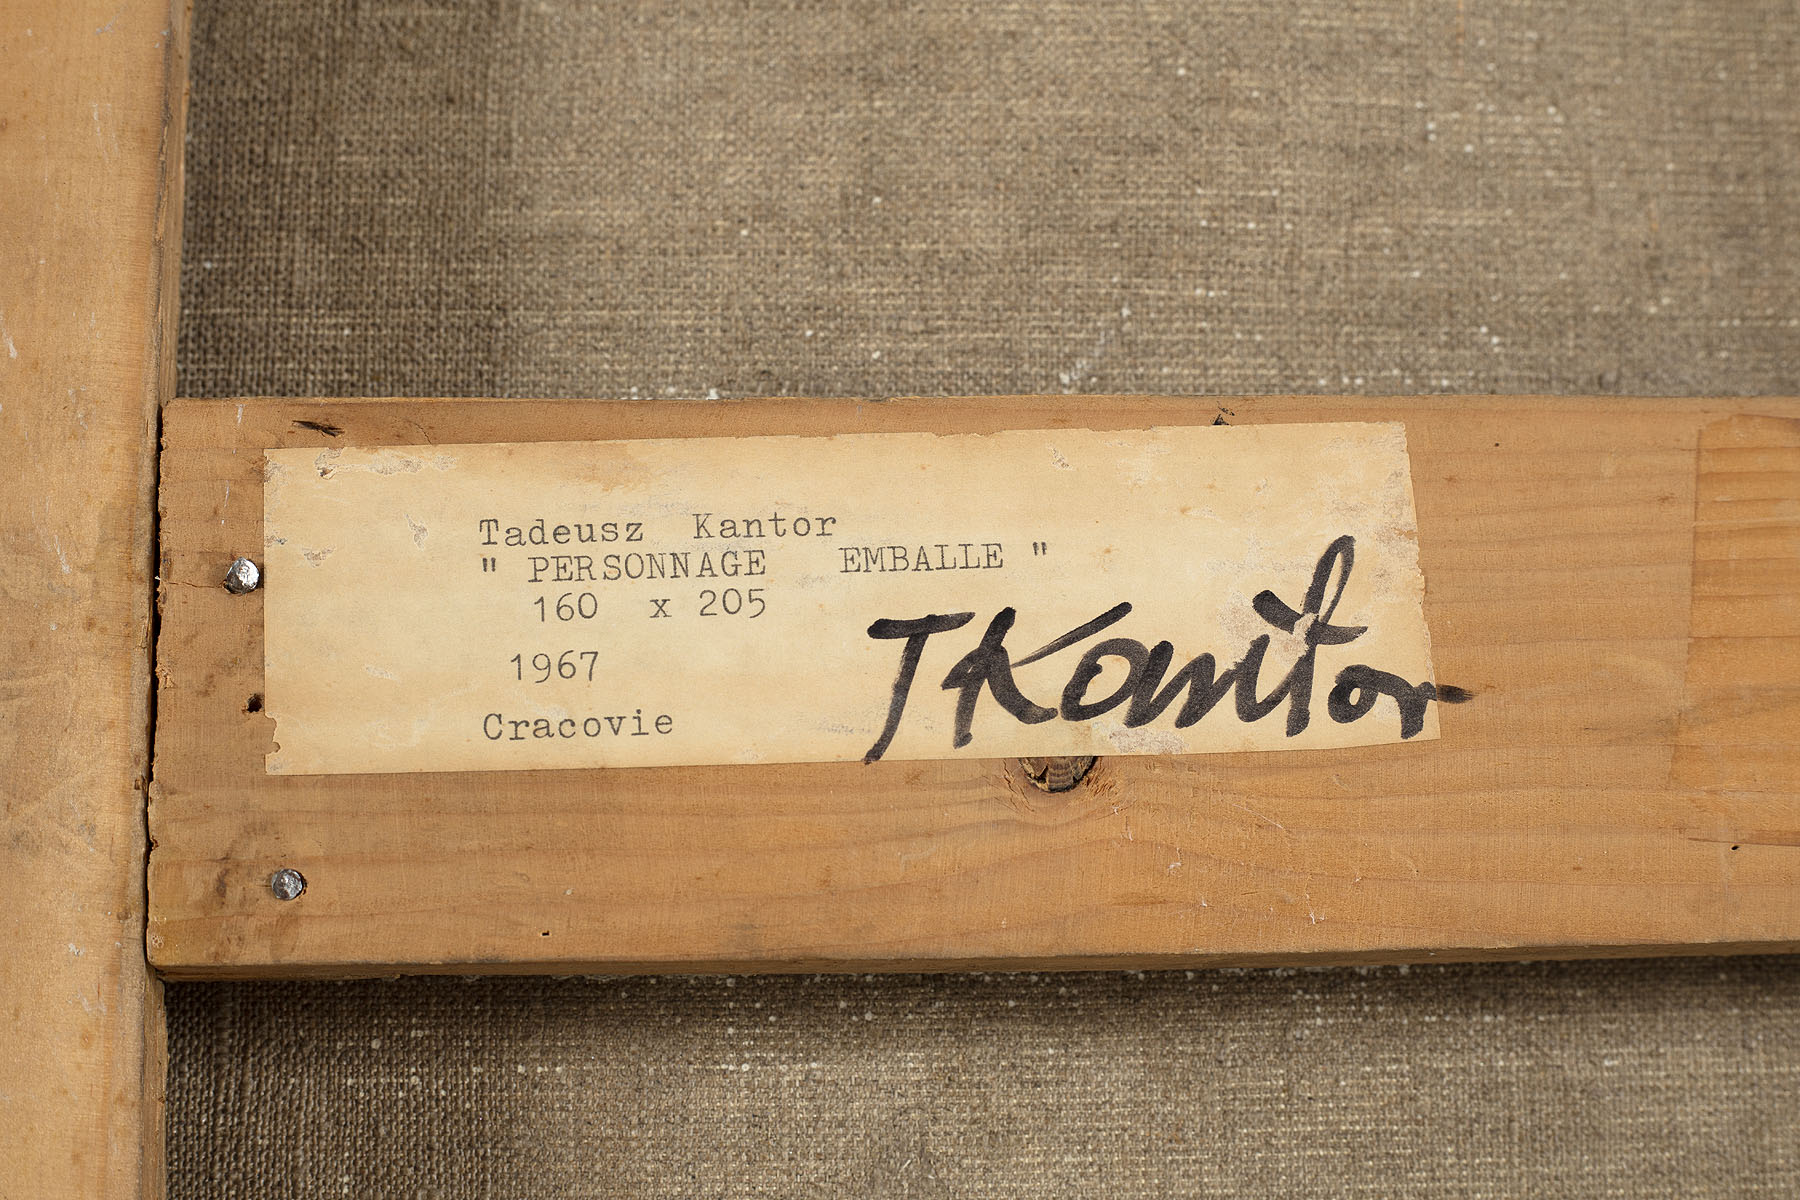 Tadeusz Kantor
" PERSONNAGE EMBALLE "
160 x 205
1967
Cracovie
TKantor